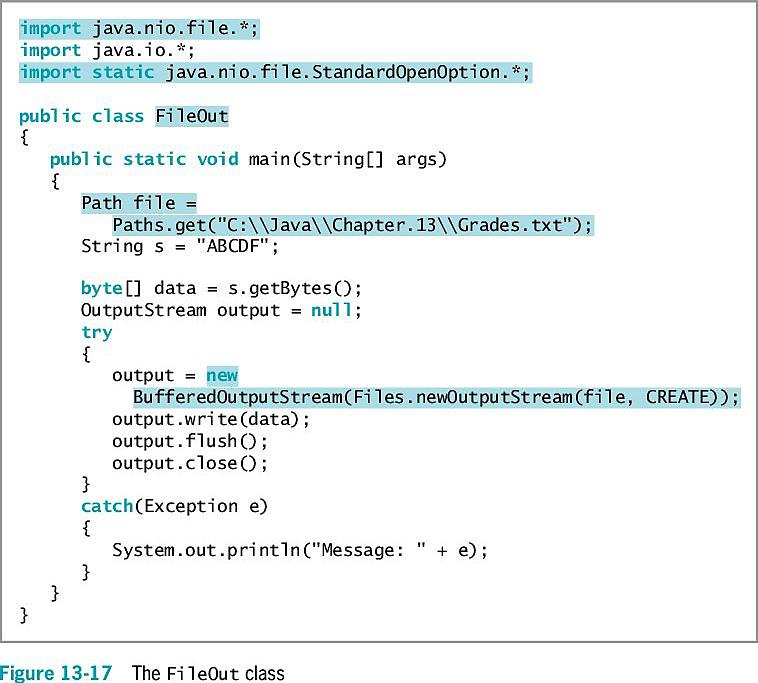 import java.nio.file.*;
import java.io.*;
import static java.nio.file.StandardOpenOption.*;
public class FileOut
{
public static void main(String[] args)
{
Path file =
Paths.get("C:\\Java\\Chapter.13\\Grades.txt");
String s = "ABCDF";
byte[] data = s.getBytes();
OutputStream output = null;
try
{
output = new
BufferedOutputStream(Files.newOutputStream(file, CREATE));
output.write(data);
output.flush();
output.close();
}
catch(Exception e)
{
System.out.println("Message: " + e);
}
}
}
Figure 13-17 The FileOut class